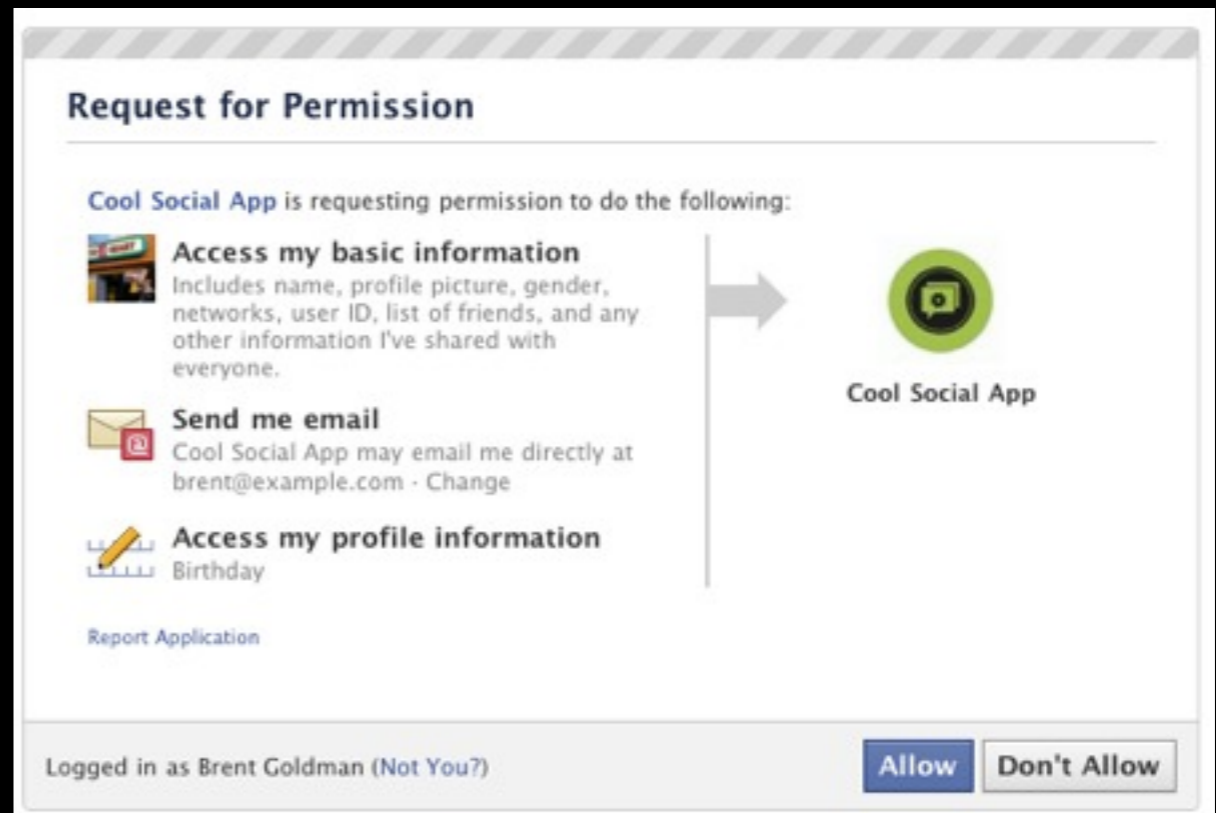 Request for Permission
Cool Social App is requesting permission to do the following:
Access my basic information
Includes name, profile picture, gender,
networks, user ID, list of friends, and any
other information I've shared with
everyone.
Cool Social App
Send me email
Cool Social App may email me directly at
brent@example.com · Change
Access my profile information
Birthday
Report Application
Logged in as Brent Goldman (Not You?)
Allow
Don't Allow